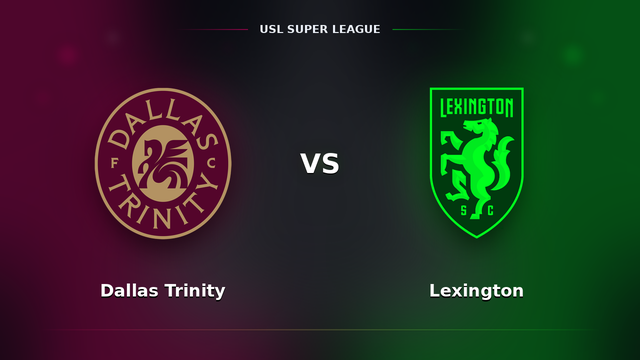 USL SUPER LEAGUE
DALLAS
F C
TRINITY
VS
LEXINGTON
S C
Dallas Trinity
Lexington